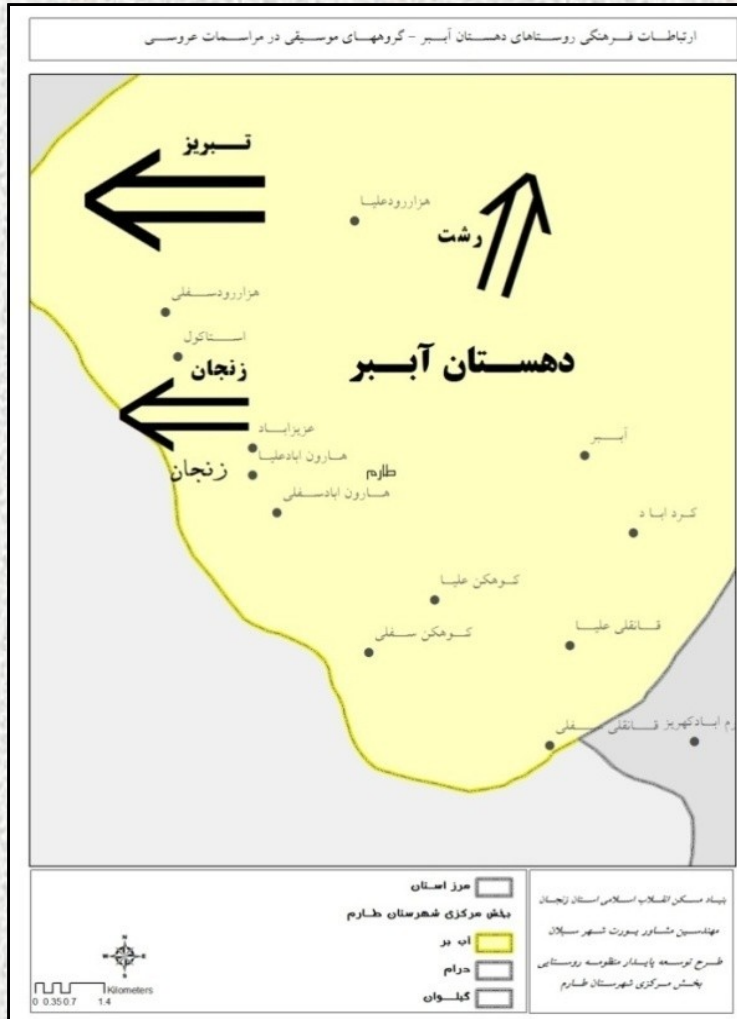 ارتباطات فرهنگی روستاهای دهستان آببر - گروههای موسیقی در مراسمات عروسی
تبریز
هزاررودعلیا
رشت
هزاررودسفلی
استاکول
زنجان
دهستان آببر
عزیزاباد
آببر
هارون ابادعلیا
طارم
زنجان
هارون ابادسفلی
کرد اباد
کوهکن علیا
قانقلی علیا
کوهکن سفلی
قانقلی سفلی
رم ابادکهریز
مرز استان
بخش مرکزی شهرستان طارم
اب بر
درام
گیلوان
N
W
E
S
Kilometers
0 0.35 0.7 1.4
بنیاد مسکن انقلاب اسلامی استان زنجان
مهندسین مشاور پورت شهر سبلان
طرح توسعه پایدار منظومه روستایی
بخش مرکزی شهرستان طارم